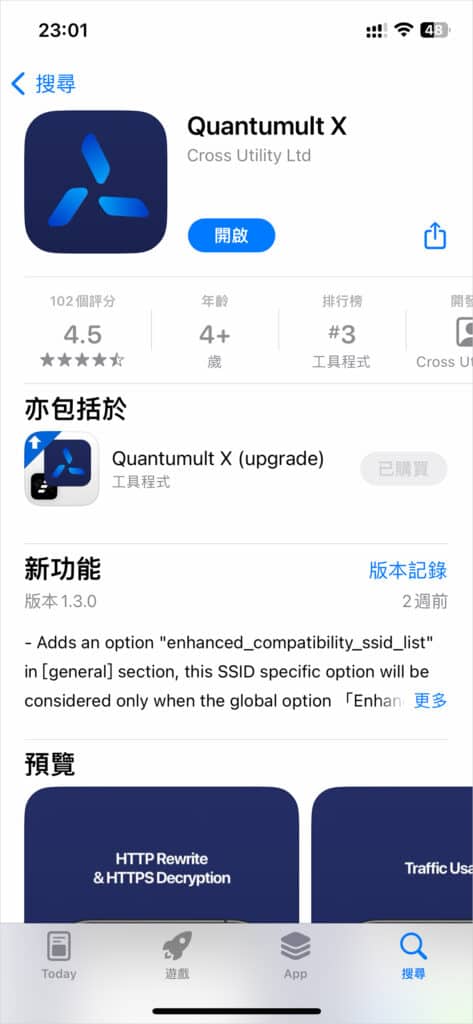 23:01
48
搜尋
Quantumult X
Cross Utility Ltd
開啟
102 個評分
年齡
排行榜
4.5
4+
#3
歲
工具程式
Cross Ut
亦包括於
Quantumult X (upgrade)
工具程式
已購買
新功能
版本記錄
版本 1.3.0
2 週前
- Adds an option "enhanced_compatibility_ssid_list"
in [general] section, this SSID specific option will be
considered only when the global option 「Enhan
更多
預覽
HTTP Rewrite
& HTTPS Decryption
Traffic Usa
Today
遊戲
App
搜尋